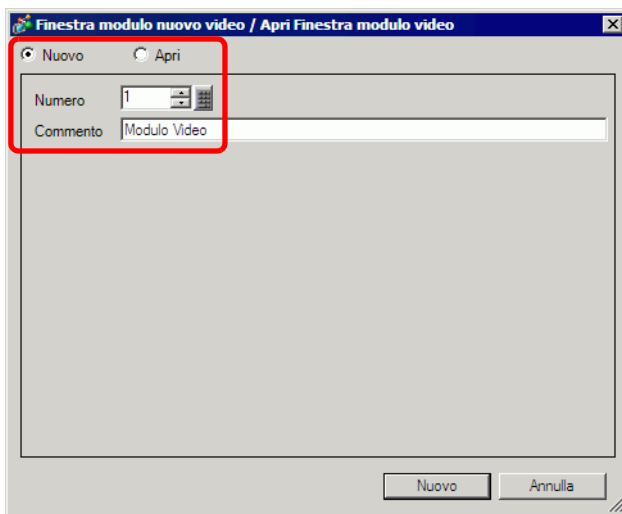 Finestra modulo nuovo video / Apri Finestra modulo video
Nuovo Apri
Numero 1
Commento Modulo Video
Nuovo Annulla